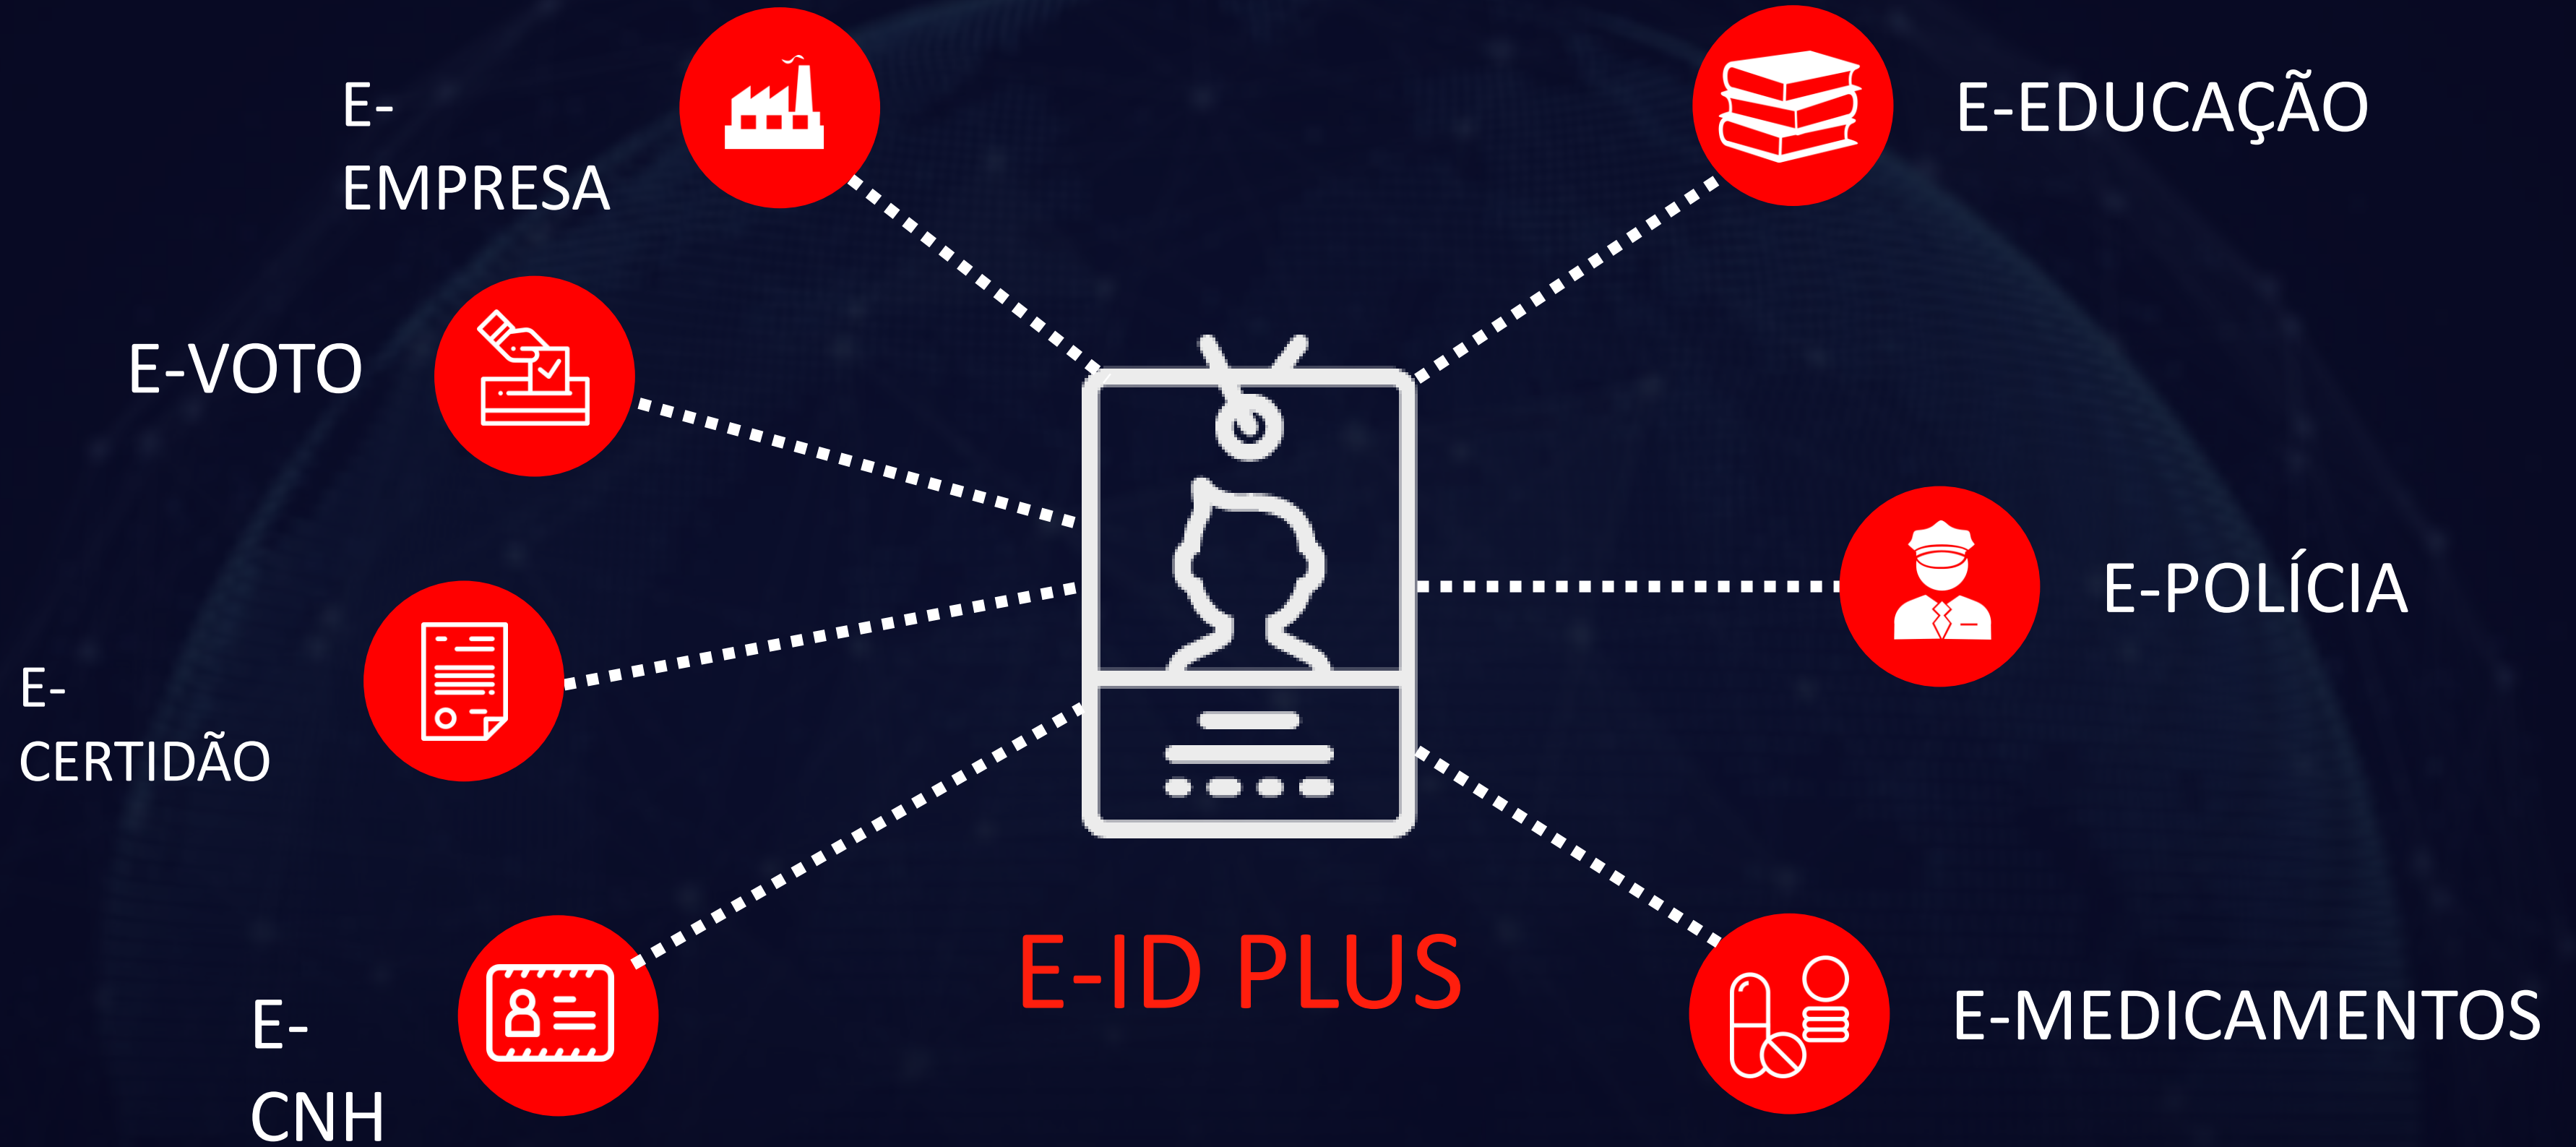 E-
EMPRESA
E-EDUCAÇÃO
E-VOTO
E-POLÍCIA
E-
CERTIDÃO
E-ID PLUS
E-
CNH
E-MEDICAMENTOS